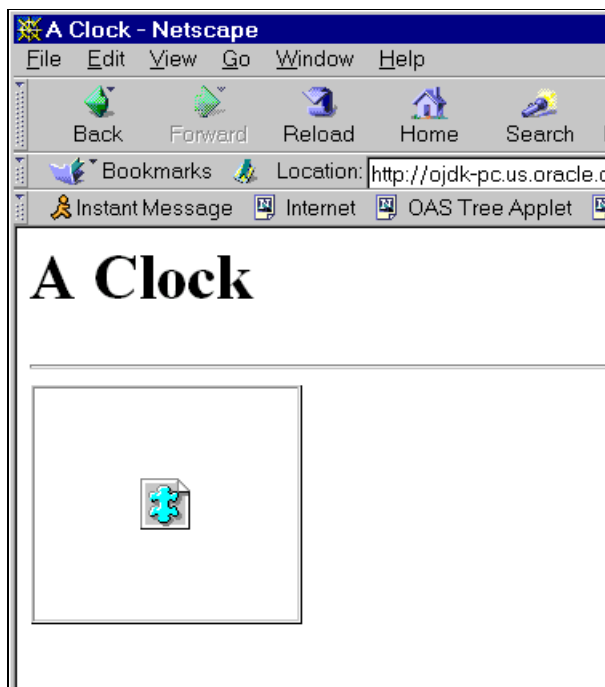 A Clock - Netscape
File Edit View Go Window Help
Back Forward Reload Home Search
Bookmarks Location: http://ojdk-pc.us.oracle.
Instant Message Internet OAS Tree Applet
A Clock